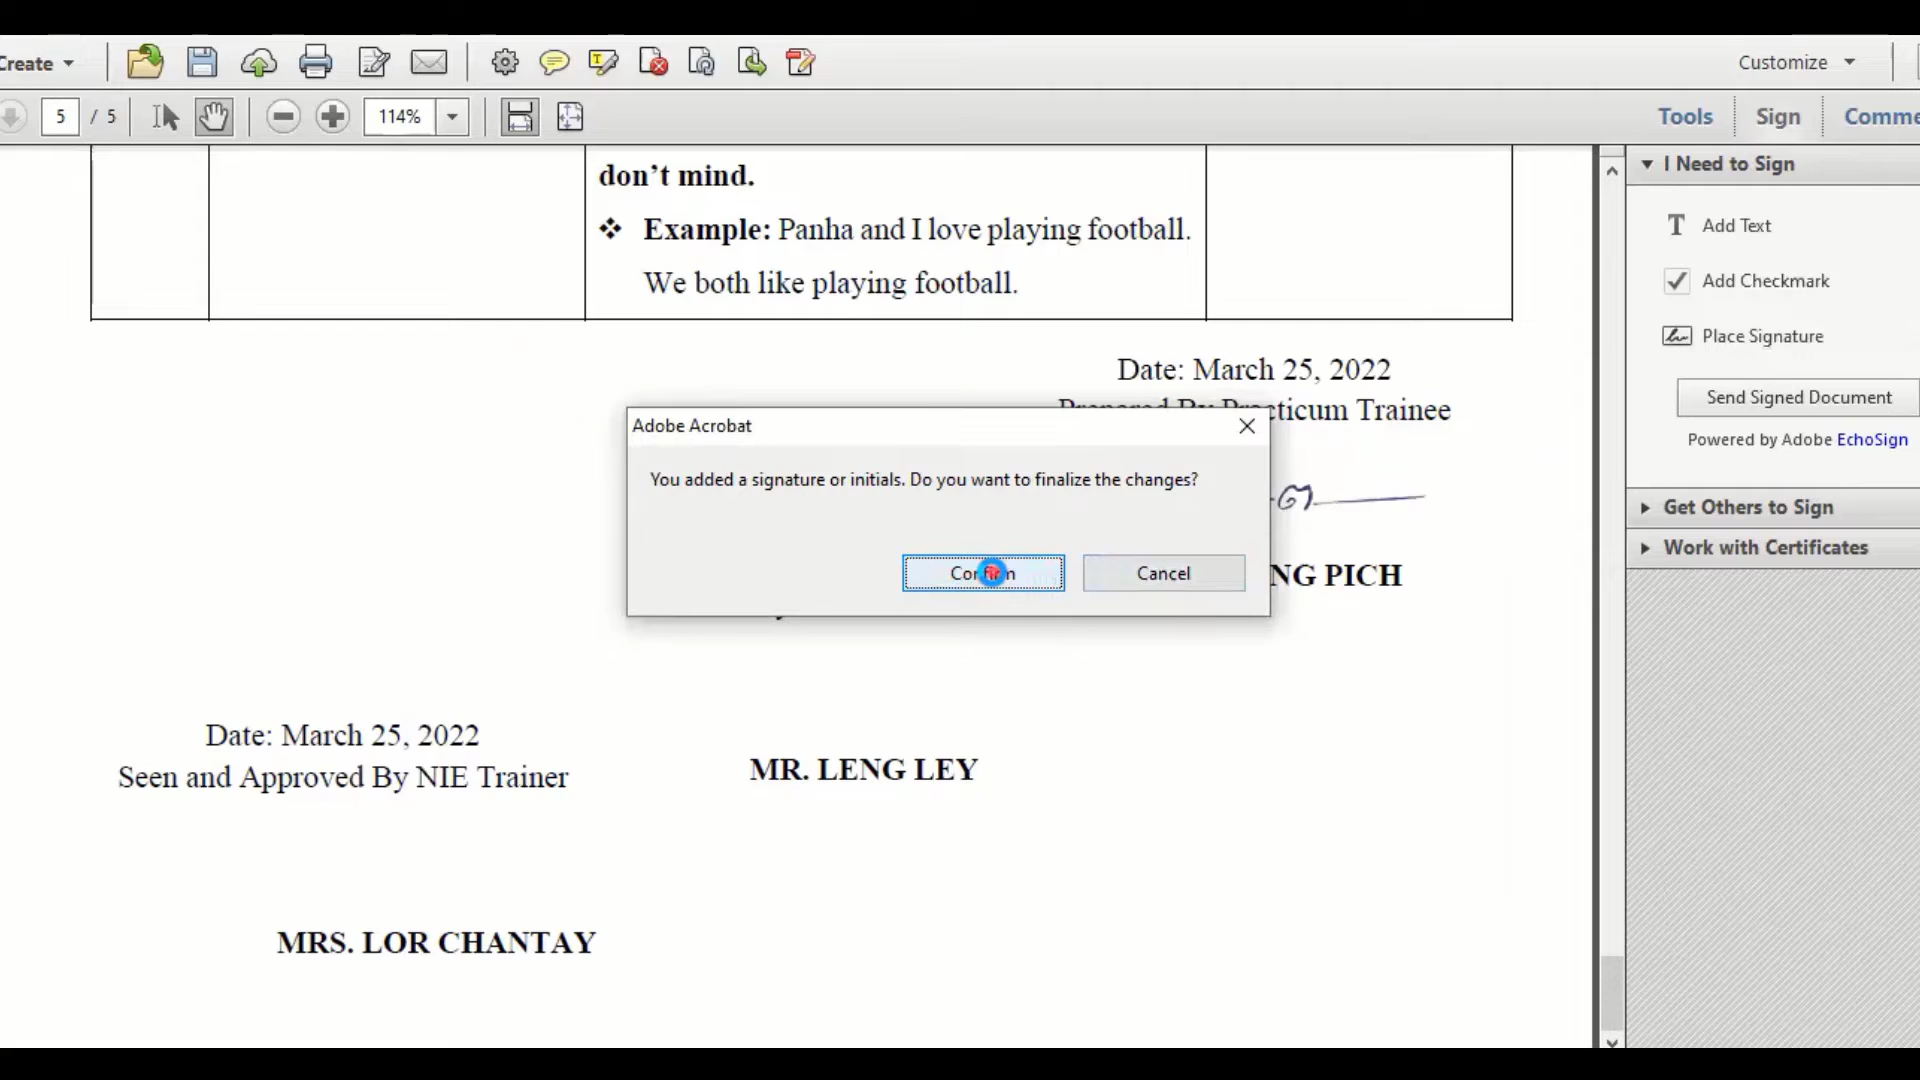 Create
Customize
5 / 5
114%
Tools
Sign
Comme
don't mind.
❖ Example: Panha and I love playing football.
We both like playing football.
Date: March 25, 2022
Prepared By Practicum Trainee
NG PICH
Adobe Acrobat
You added a signature or initials. Do you want to finalize the changes?
Confirm
Cancel
Date: March 25, 2022
Seen and Approved By NIE Trainer
MR. LENG LEY
MRS. LOR CHANTAY
I Need to Sign
T Add Text
Add Checkmark
Place Signature
Send Signed Document
Powered by Adobe EchoSign
Get Others to Sign
Work with Certificates